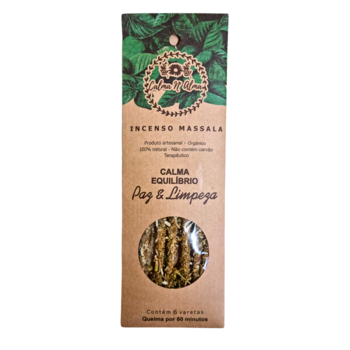 Calma N Alma
INCENSO MASSALA
Produto artesanal - Orgânico
100% natural - Não contém carvão
Terapêutico
CALMA
EQUILÍBRIO
Paz & Limpeza
Contém 6 varetas
Queima por 60 minutos